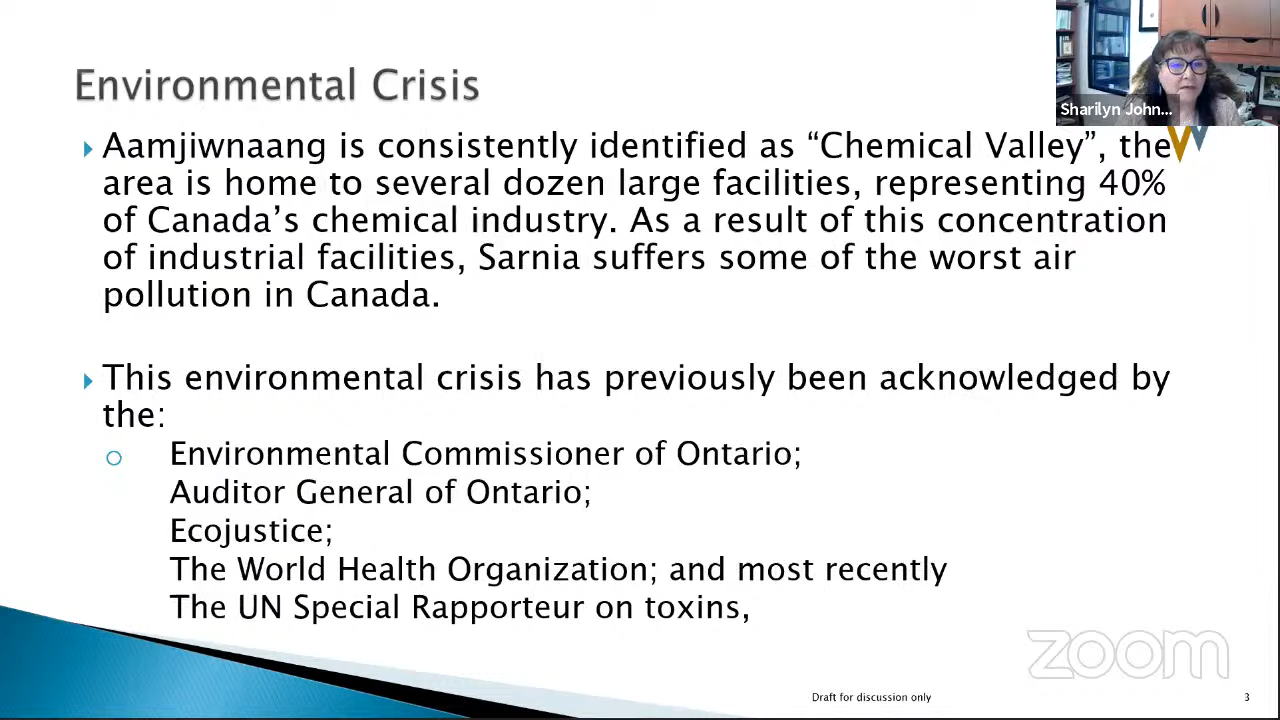 Environmental Crisis
Sharilyn John...
Aamjiwnaang is consistently identified as “Chemical Valley”, the
area is home to several dozen large facilities, representing 40%
of Canada’s chemical industry. As a result of this concentration
of industrial facilities, Sarnia suffers some of the worst air
pollution in Canada.
This environmental crisis has previously been acknowledged by
the:
Environmental Commissioner of Ontario;
Auditor General of Ontario;
Ecojustice;
The World Health Organization; and most recently
The UN Special Rapporteur on toxins,
zoom
Draft for discussion only
3